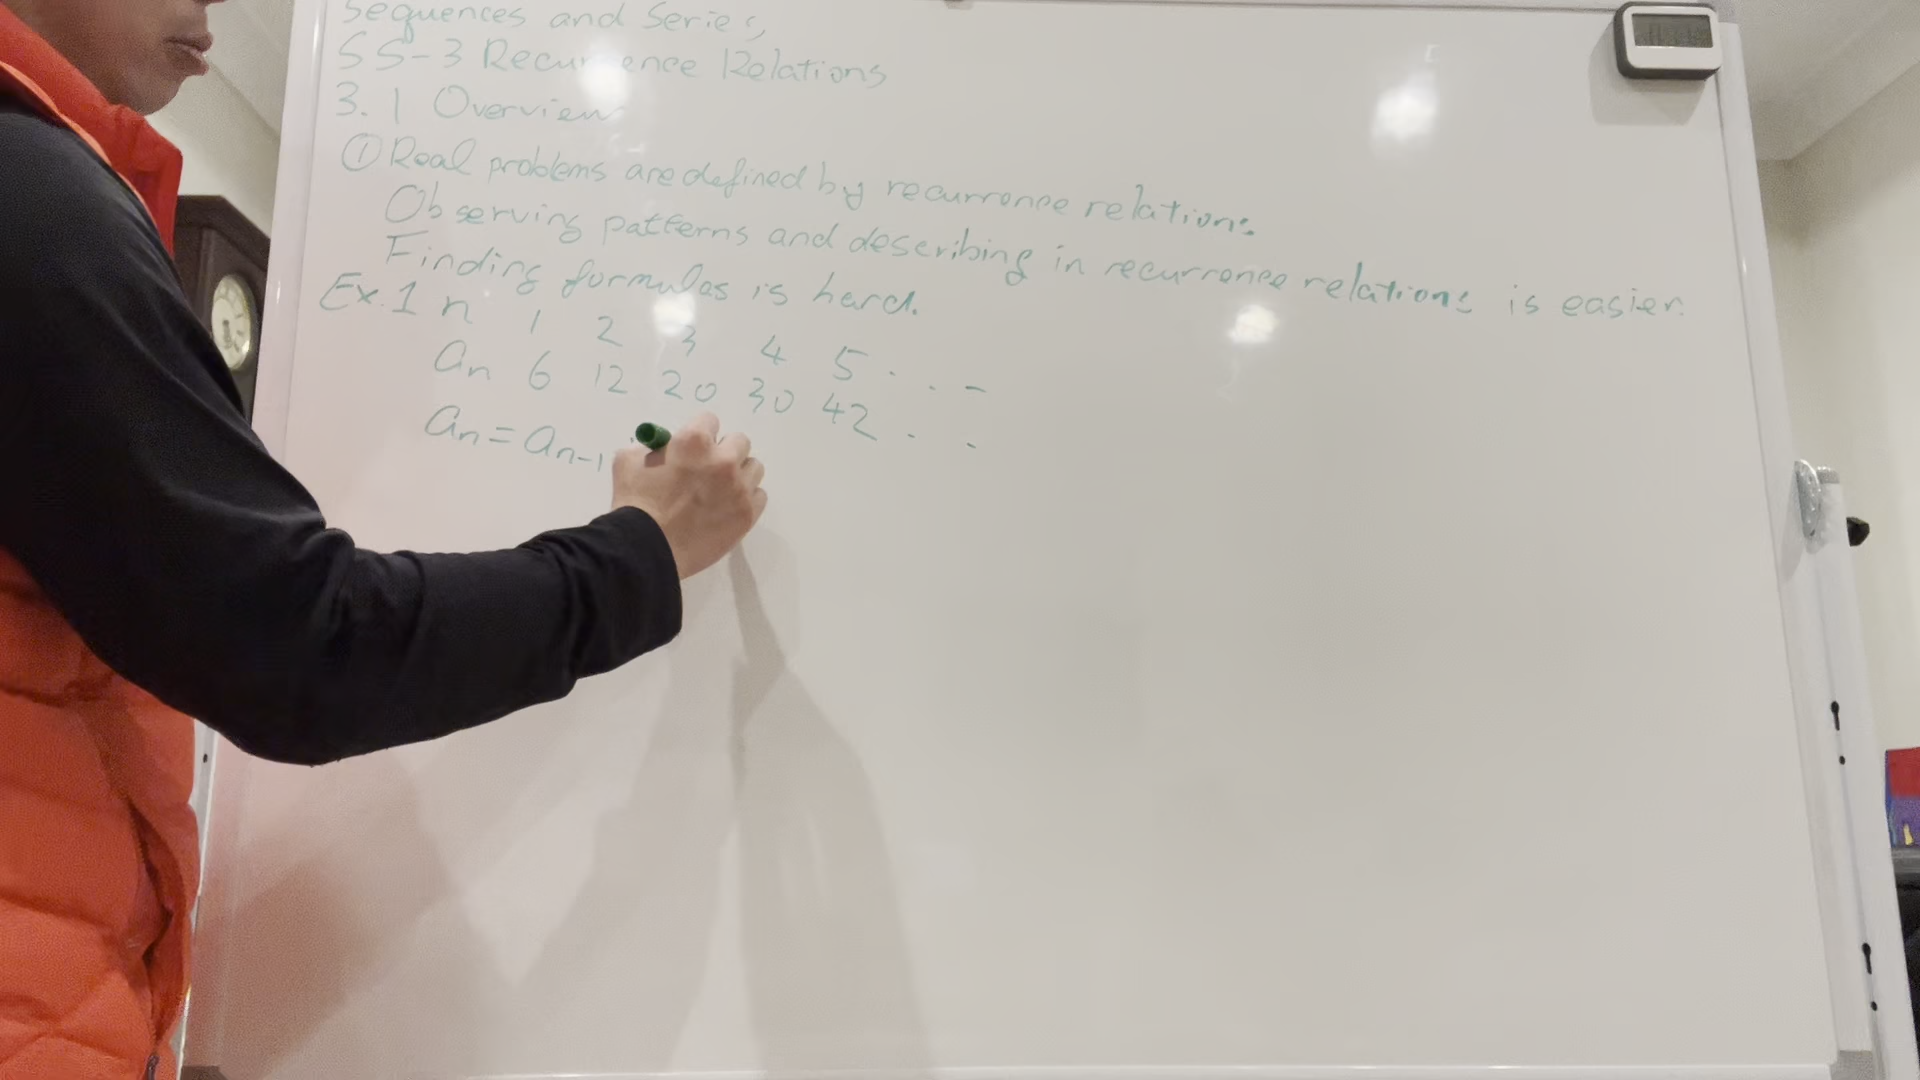 Sequences and Series,
SS-3 Recurrence Relations
3.1 Overview
① Real problems are defined by recurrence relations.
Observing patterns and describing in recurrence relations is easier.
Finding formulas is hard.
Ex.1 n 1 2 3 4 5 . . .
an 6 12 20 30 42 . .
an = an-1